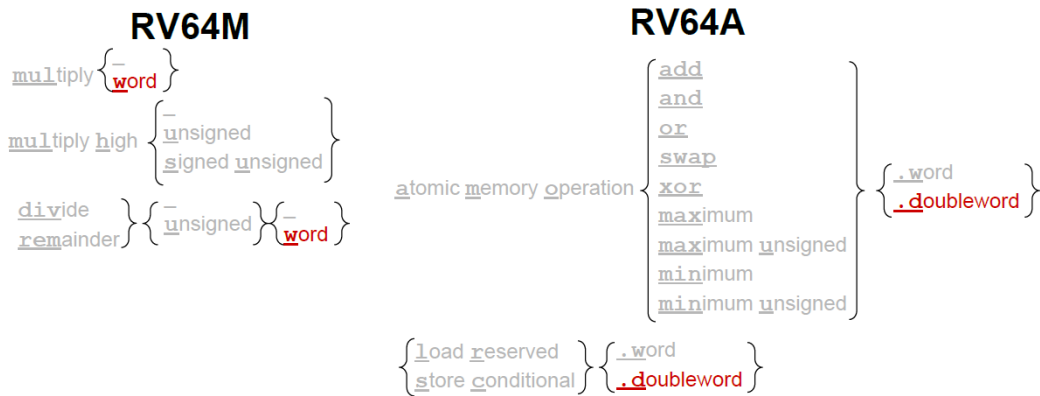 RV64M
multiply { _
word }
multiply high { _
unsigned
signed unsigned }
divide
remainder } { _
unsigned } { _
word }
RV64A
atomic memory operation { add
and
or
swap
xor
maximum
maximum unsigned
minimum
minimum unsigned } { .word
.doubleword }
{ load reserved
store conditional } { .word
.doubleword }